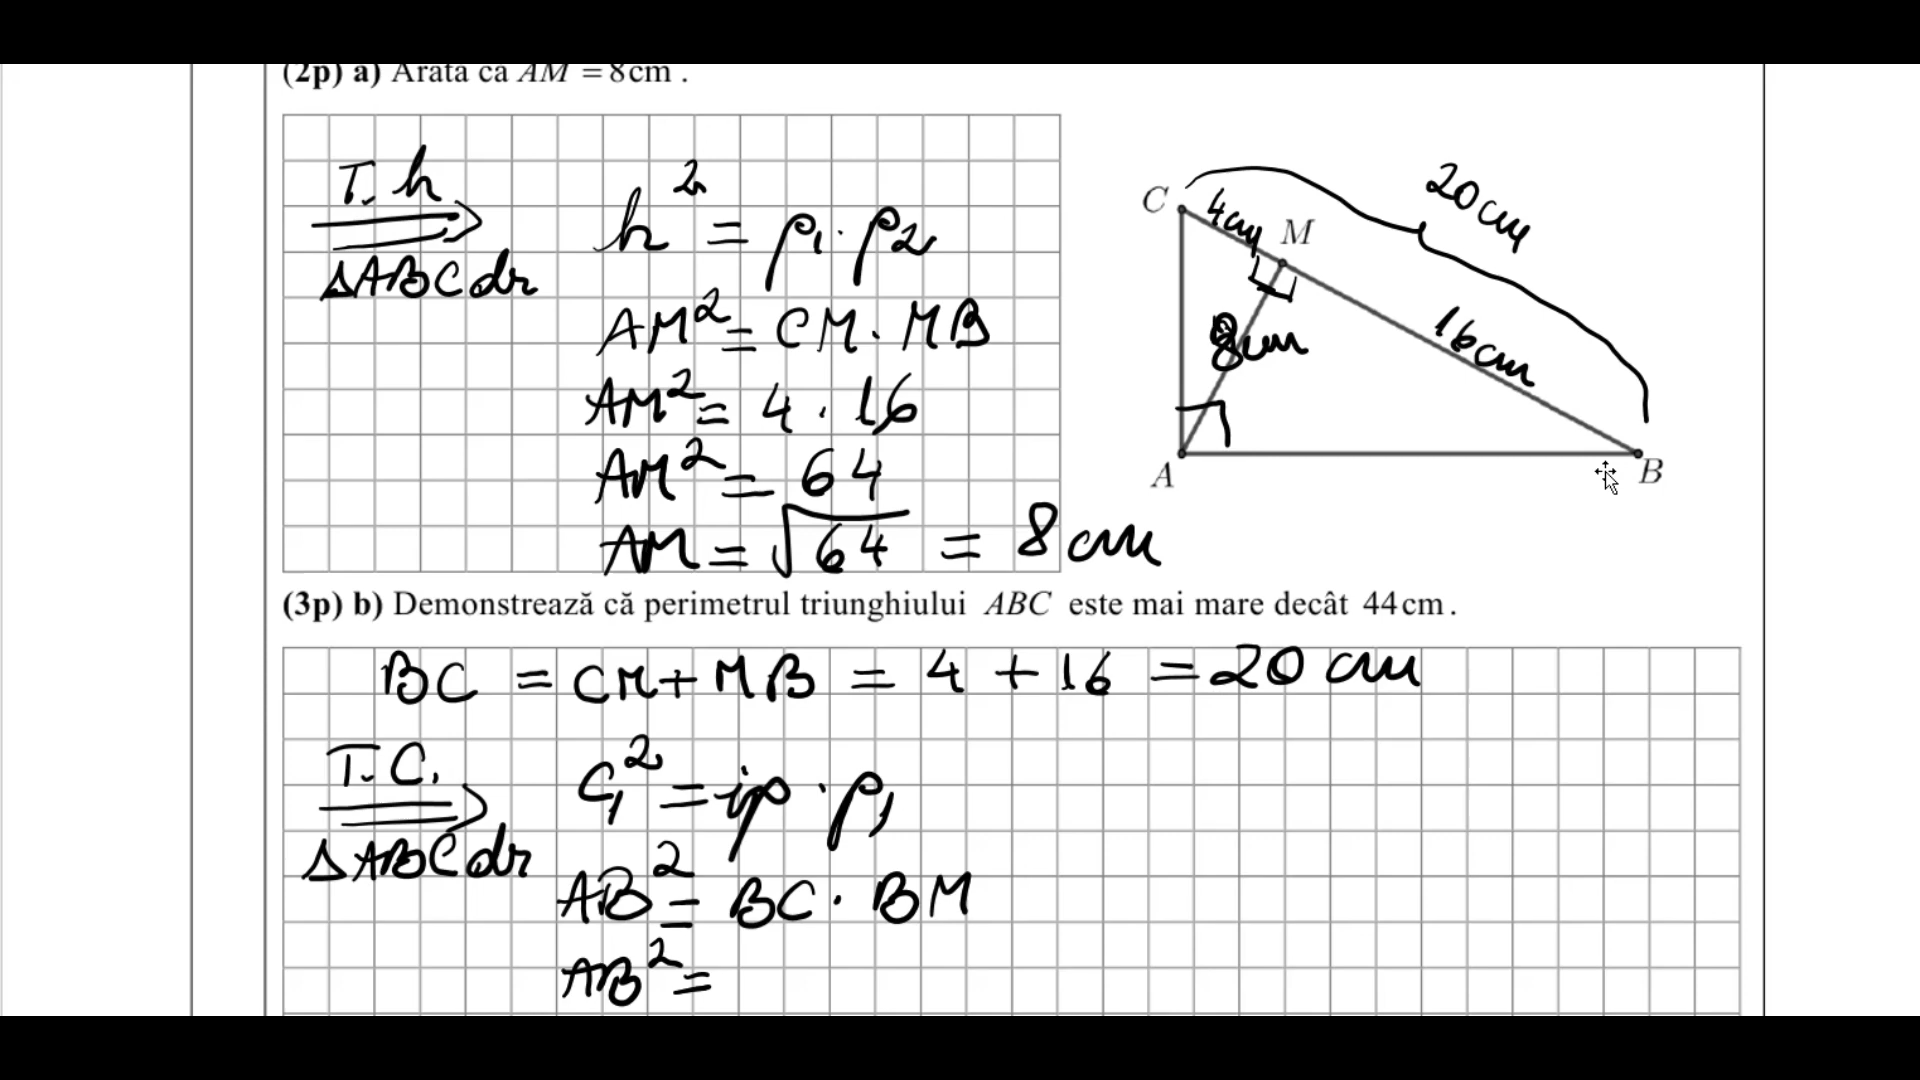 (2p) a) Arată că AM = 8cm .
T. h
ΔABC dr
h² = p₁ · p₂
AM² = CM · MB
AM² = 4 · 16
AM² = 64
AM = √64 = 8 cm
C
4cm
M
20 cm
8cm
16cm
A
B
(3p) b) Demonstrează că perimetrul triunghiului ABC este mai mare decât 44cm .
BC = CM + MB = 4 + 16 = 20 cm
T. C.
ΔABC dr
C₁² = ip · p₁
AB² = BC · BM
AB² =